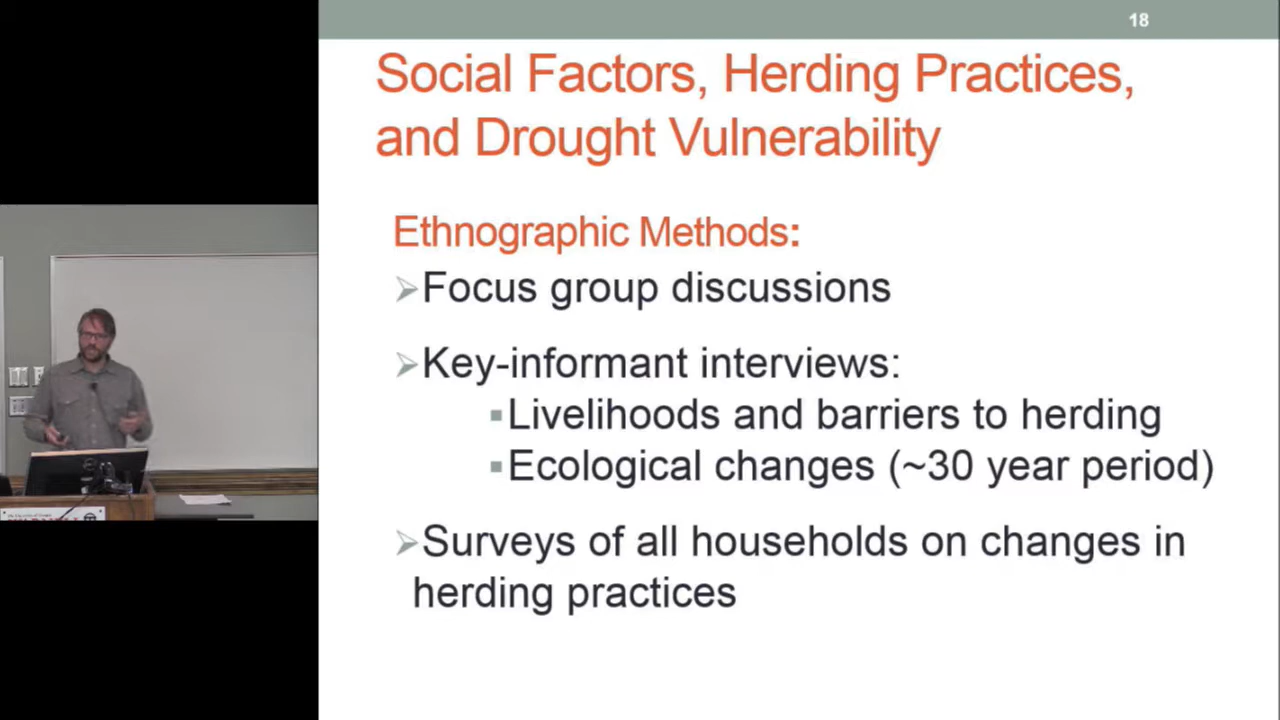 18
Social Factors, Herding Practices,
and Drought Vulnerability
Ethnographic Methods:
➢Focus group discussions
➢Key-informant interviews:
▪Livelihoods and barriers to herding
▪Ecological changes (~30 year period)
➢Surveys of all households on changes in
herding practices